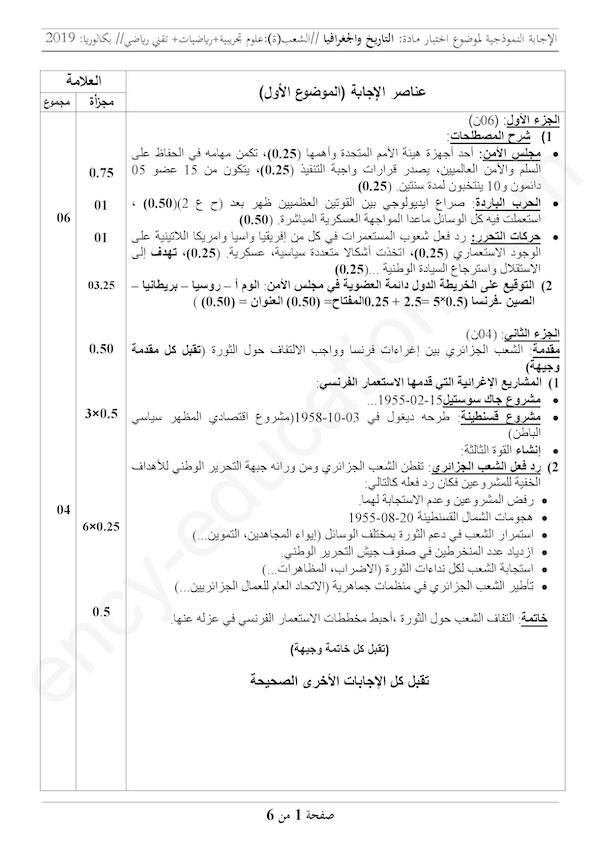 الإجابة النموذجية لموضوع اختبار مادة: التاريخ والجغرافيا //الشعب(ة):علوم تجريبية+رياضيات+ تقني رياضي// بكالوريا: 2019
العلامة
عناصر الإجابة (الموضوع الأول)
مجموع
مجزأة
الجزء الأول: (06ن)
1) شرح المصطلحات:
• مجلس الأمن: أحد أجهزة هيئة الأمم المتحدة وأهمها (0.25)، تكمن مهامه في الحفاظ على
السلم والأمن العالميين، يصدر قرارات واجبة التنفيذ (0.25)، يتكون من 15 عضو 05
دائمون و10 ينتخبون لمدة سنتين. (0.25)
0.75
• الحرب الباردة: صراع ايديولوجي بين القوتين العظميين ظهر بعد (ح ع 2)(0.50) ،
استعملت فيه كل الوسائل ماعدا المواجهة العسكرية المباشرة. (0.50)
01
06
• حركات التحرر: رد فعل شعوب المستعمرات في كل من إفريقيا واسيا وامريكا اللاتينية على
الوجود الاستعماري (0.25)، اتخذت أشكالا متعددة سياسية، عسكرية. (0.25)، تهدف إلى
الاستقلال واسترجاع السيادة الوطنية ...(0.25)
01
2) التوقيع على الخريطة الدول دائمة العضوية في مجلس الأمن: الوم أ – روسيا – بريطانيا –
الصين -فرنسا (0.5*5 =2.5 + 0.25المفتاح= (0.50) العنوان = (0.50) )
03.25
الجزء الثاني: (04ن)
مقدمة: الشعب الجزائري بين إغراءات فرنسا وواجب الالتفاف حول الثورة (تقبل كل مقدمة
وجيهة)
0.50
1) المشاريع الإغرائية التي قدمها الاستعمار الفرنسي:
• مشروع جاك سوستيل15-02-1955...
• مشروع قسنطينة: طرحه ديغول في 03-10-1958(مشروع اقتصادي المظهر سياسي
الباطن)
3×0.5
• إنشاء القوة الثالثة:
2) رد فعل الشعب الجزائري: تفطن الشعب الجزائري ومن ورائه جبهة التحرير الوطني للأهداف
الخفية للمشروعين فكان رد فعله كالتالي:
• رفض المشروعين وعدم الاستجابة لهما.
• هجومات الشمال القسنطينة 20-08-1955
04
6×0.25
• استمرار الشعب في دعم الثورة بمختلف الوسائل (إيواء المجاهدين، التموين...)
• ازدياد عدد المنخرطين في صفوف جيش التحرير الوطني.
• استجابة الشعب لكل نداءات الثورة (الاضراب، المظاهرات...)
• تأطير الشعب الجزائري في منظمات جماهيرية (الاتحاد العام للعمال الجزائريين...)
خاتمة: التفاف الشعب حول الثورة ،أحبط مخططات الاستعمار الفرنسي في عزله عنها.
0.5
(تقبل كل خاتمة وجيهة)
تقبل كل الإجابات الأخرى الصحيحة
صفحة 1 من 6